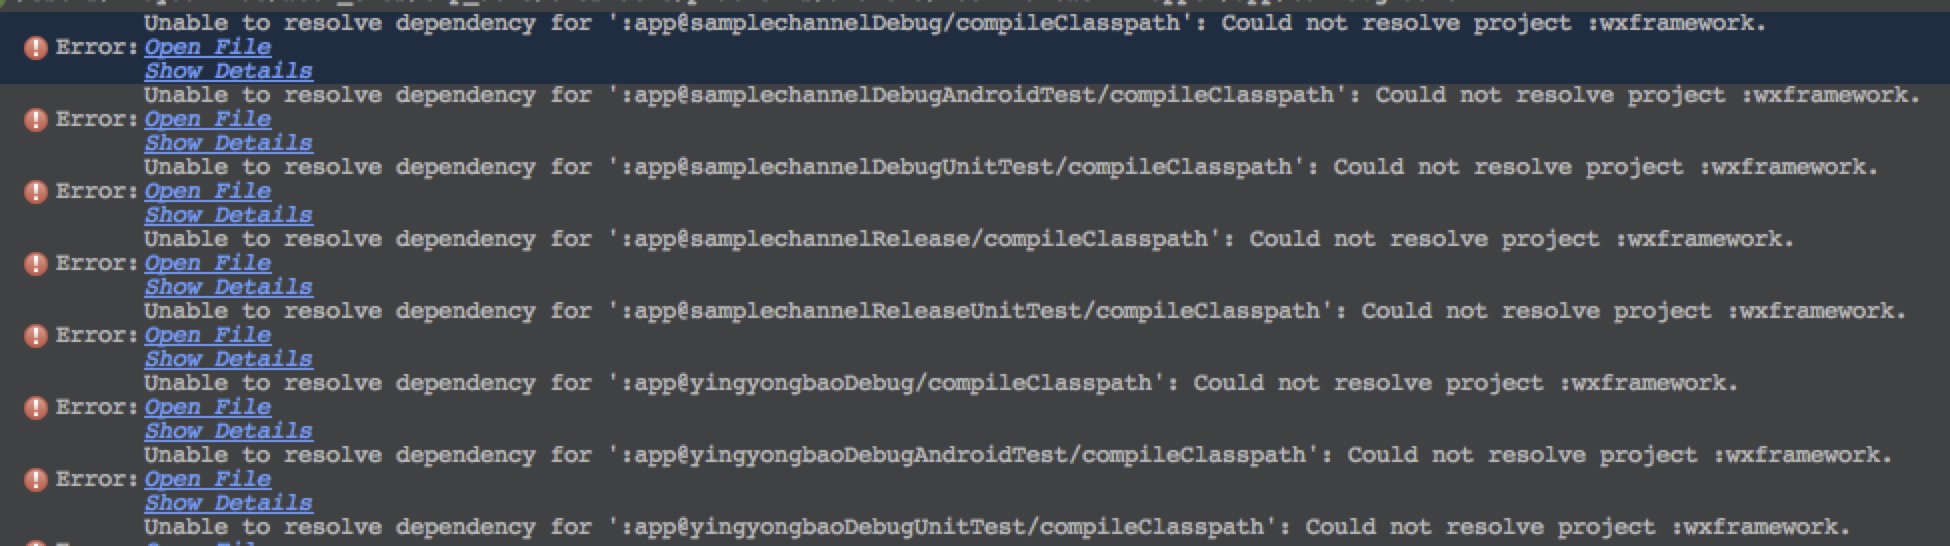 Unable to resolve dependency for ':app@samplechannelDebug/compileClasspath': Could not resolve project :wxframework.
Error: Open File
Show Details
Unable to resolve dependency for ':app@samplechannelDebugAndroidTest/compileClasspath': Could not resolve project :wxframework.
Error: Open File
Show Details
Unable to resolve dependency for ':app@samplechannelDebugUnitTest/compileClasspath': Could not resolve project :wxframework.
Error: Open File
Show Details
Unable to resolve dependency for ':app@samplechannelRelease/compileClasspath': Could not resolve project :wxframework.
Error: Open File
Show Details
Unable to resolve dependency for ':app@samplechannelReleaseUnitTest/compileClasspath': Could not resolve project :wxframework.
Error: Open File
Show Details
Unable to resolve dependency for ':app@yingyongbaoDebug/compileClasspath': Could not resolve project :wxframework.
Error: Open File
Show Details
Unable to resolve dependency for ':app@yingyongbaoDebugAndroidTest/compileClasspath': Could not resolve project :wxframework.
Error: Open File
Show Details
Unable to resolve dependency for ':app@yingyongbaoDebugUnitTest/compileClasspath': Could not resolve project :wxframework.